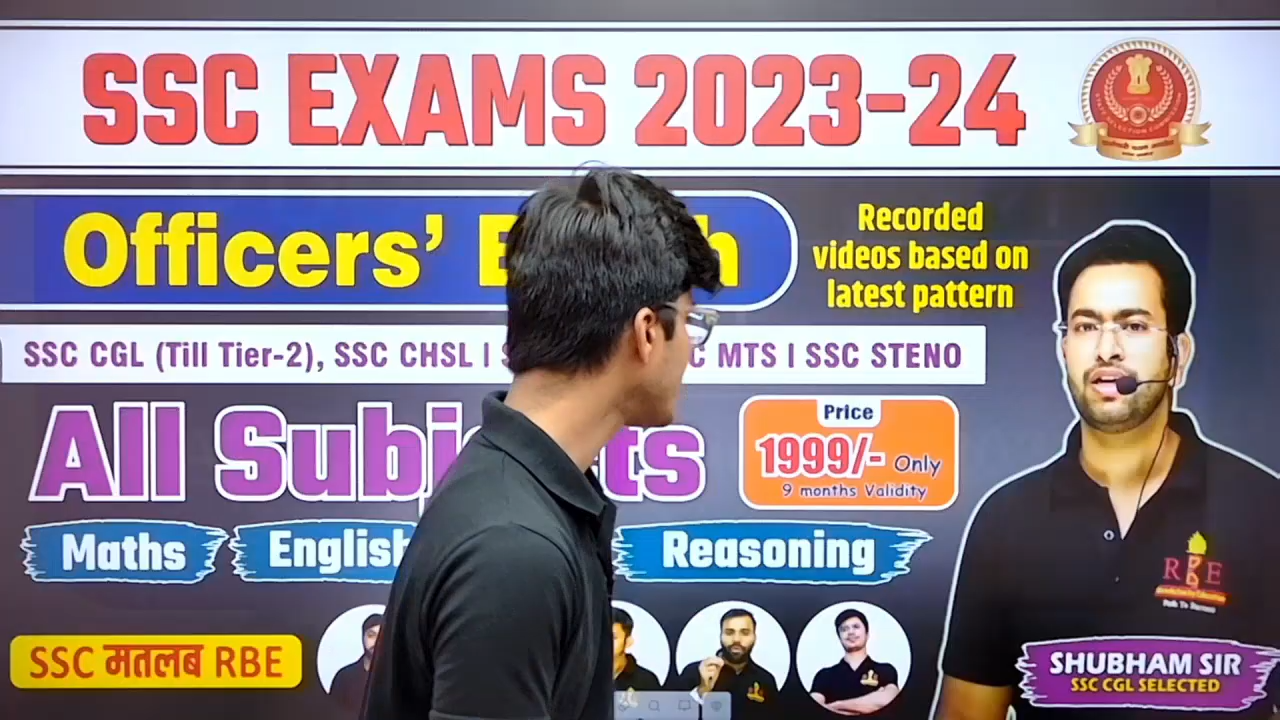 SSC EXAMS 2023-24
Officers’
Recorded
videos based on
latest pattern
SSC CGL (Till Tier-2), SSC CHSL I MTS I SSC STENO
All
Price
1999/- Only
9 months Validity
Maths
English
Reasoning
SSC मतलब RBE
RBE
SHUBHAM SIR
SSC CGL SELECTED